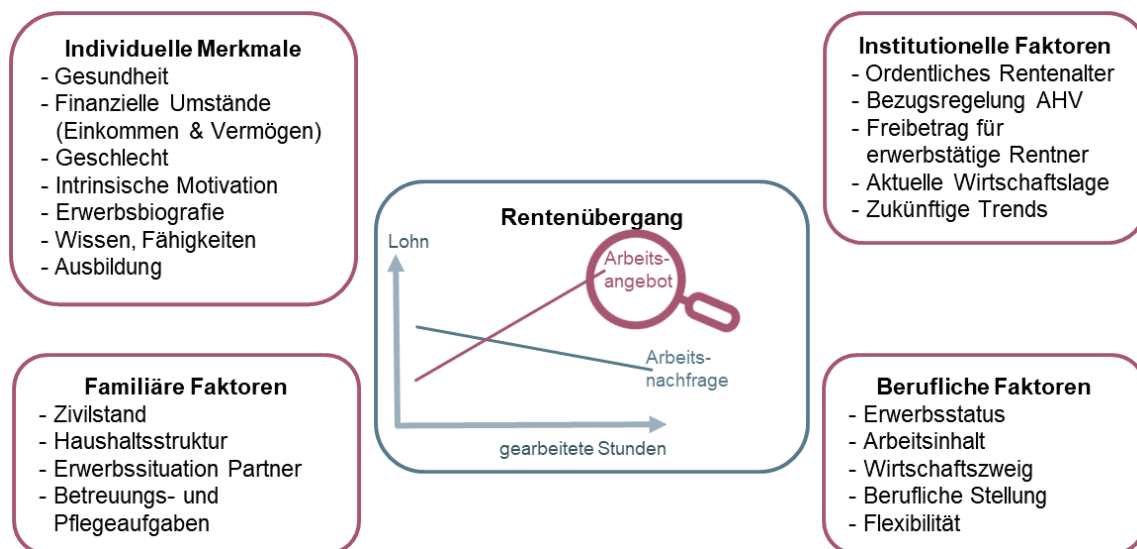 Individuelle Merkmale
- Gesundheit
- Finanzielle Umstände
(Einkommen & Vermögen)
- Geschlecht
- Intrinsische Motivation
- Erwerbsbiografie
- Wissen, Fähigkeiten
- Ausbildung
Institutionelle Faktoren
- Ordentliches Rentenalter
- Bezugsregelung AHV
- Freibetrag für
erwerbstätige Rentner
- Aktuelle Wirtschaftslage
- Zukünftige Trends
Rentenübergang
Lohn
Arbeits-
angebot
Arbeits-
nachfrage
gearbeitete Stunden
Familiäre Faktoren
- Zivilstand
- Haushaltsstruktur
- Erwerbssituation Partner
- Betreuungs- und
Pflegeaufgaben
Berufliche Faktoren
- Erwerbsstatus
- Arbeitsinhalt
- Wirtschaftszweig
- Berufliche Stellung
- Flexibilität